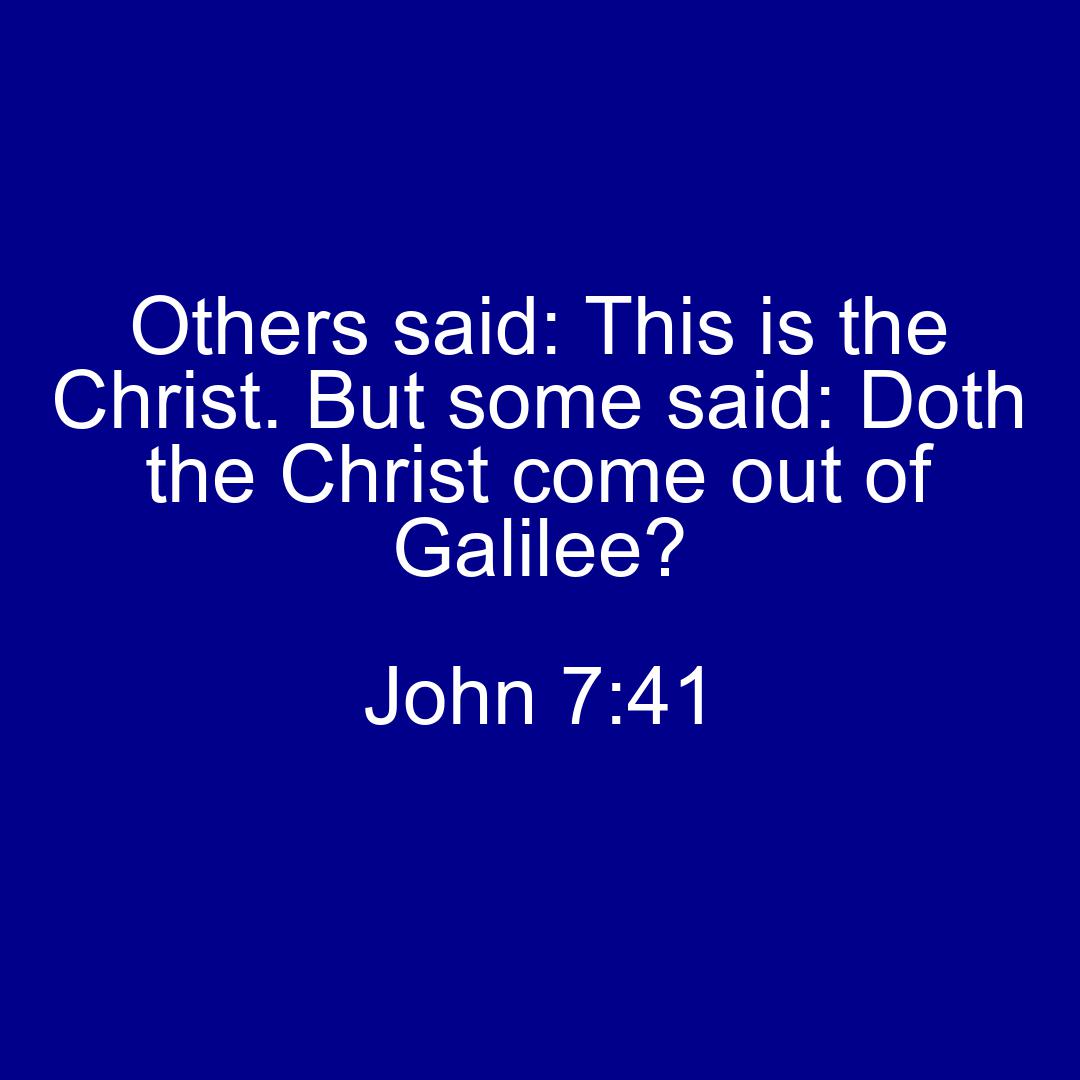 Others said: This is the
Christ. But some said: Doth
the Christ come out of
Galilee?
John 7:41